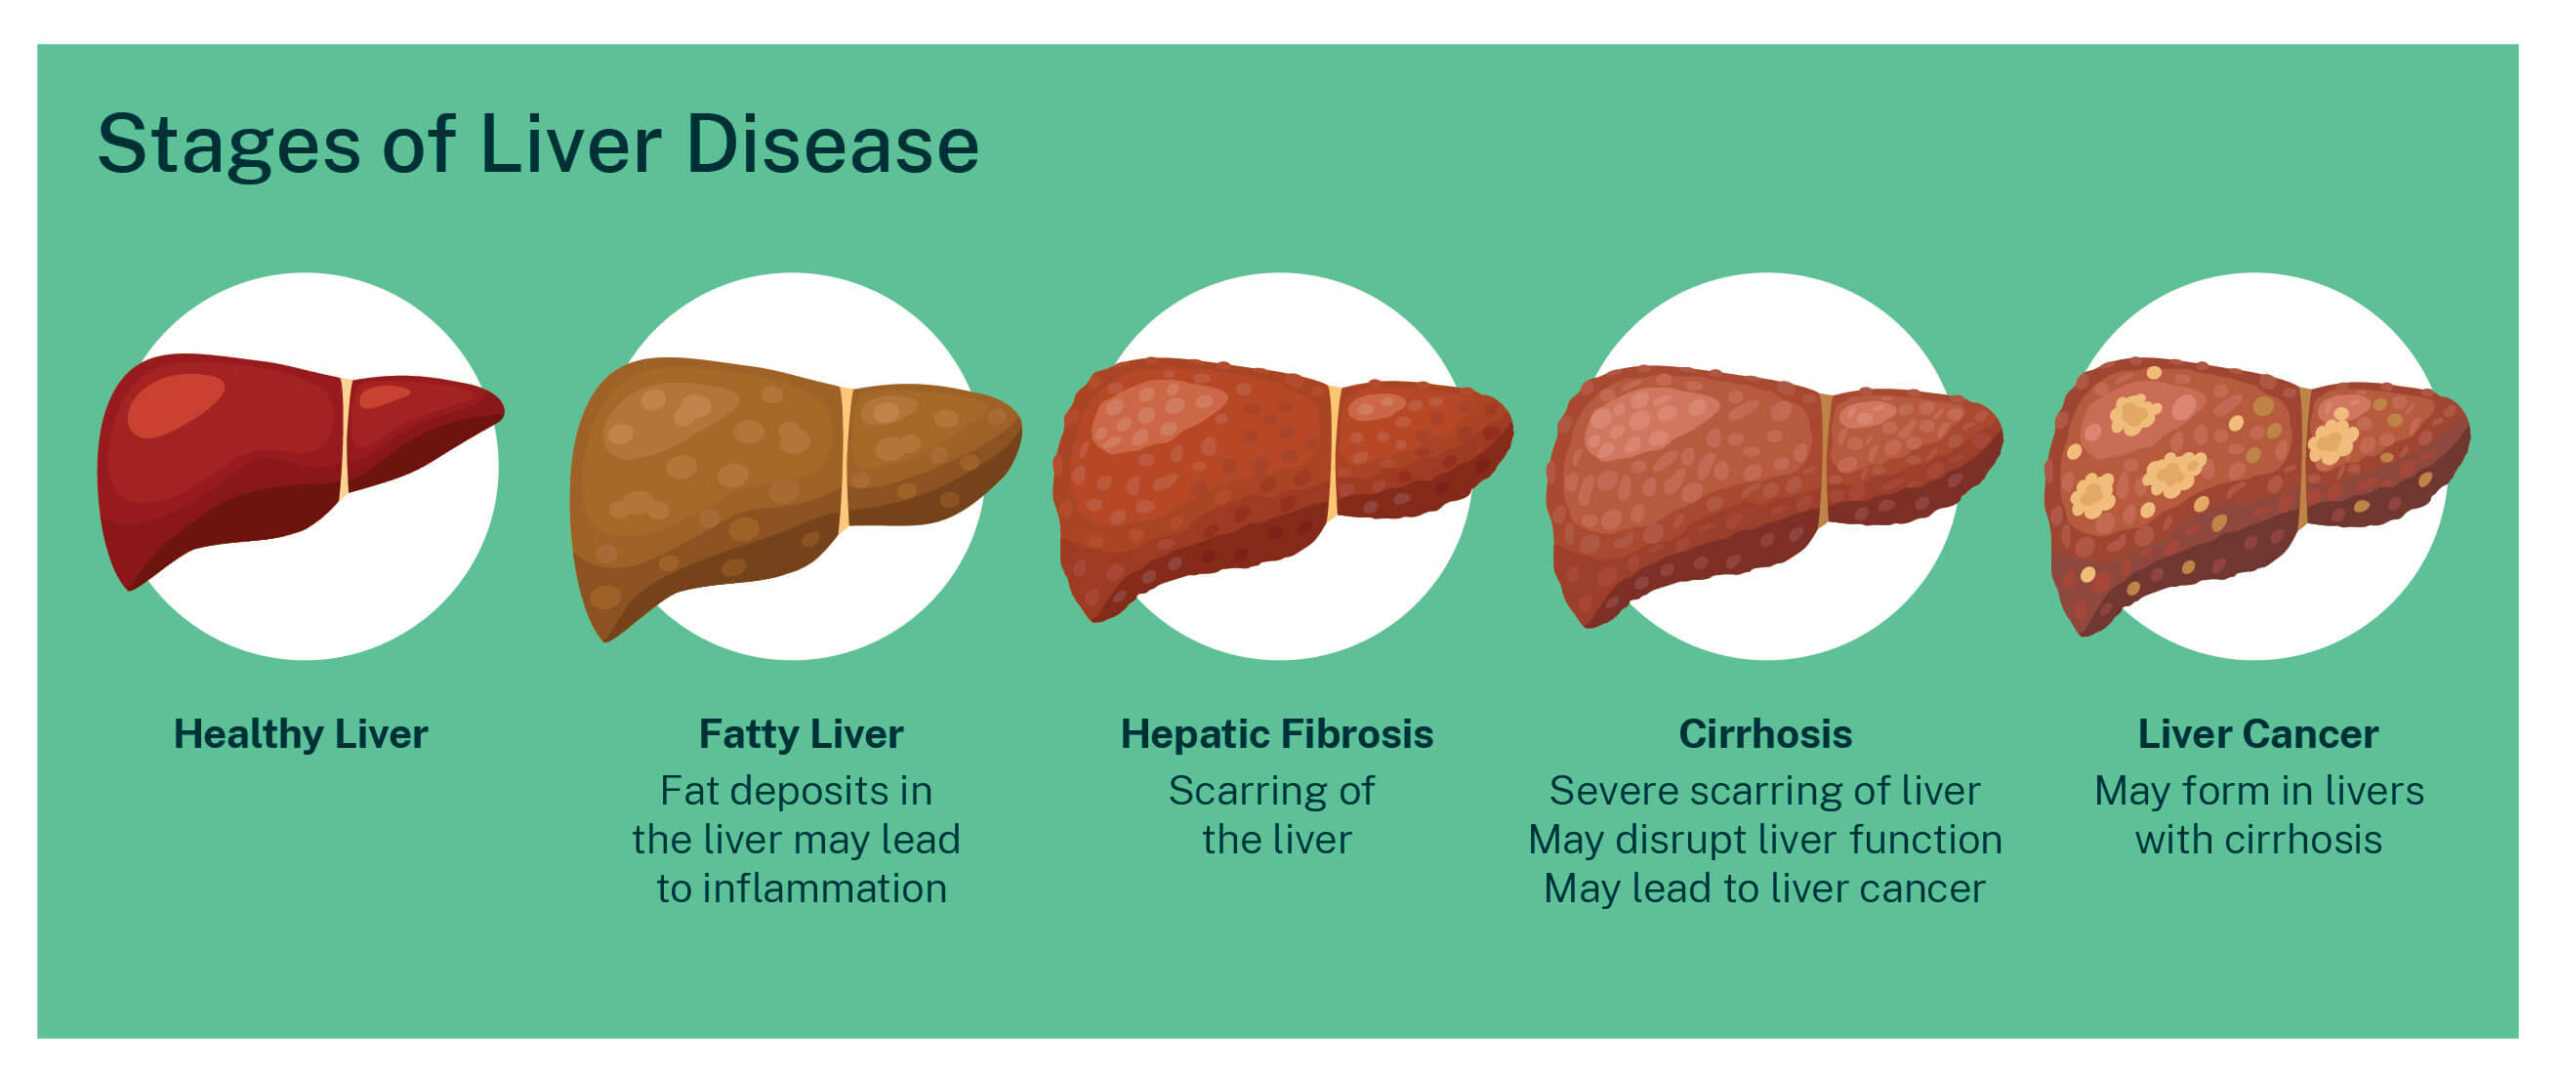 Stages of Liver Disease
Healthy Liver
Fatty Liver
Fat deposits in
the liver may lead
to inflammation
Hepatic Fibrosis
Scarring of
the liver
Cirrhosis
Severe scarring of liver
May disrupt liver function
May lead to liver cancer
Liver Cancer
May form in livers
with cirrhosis